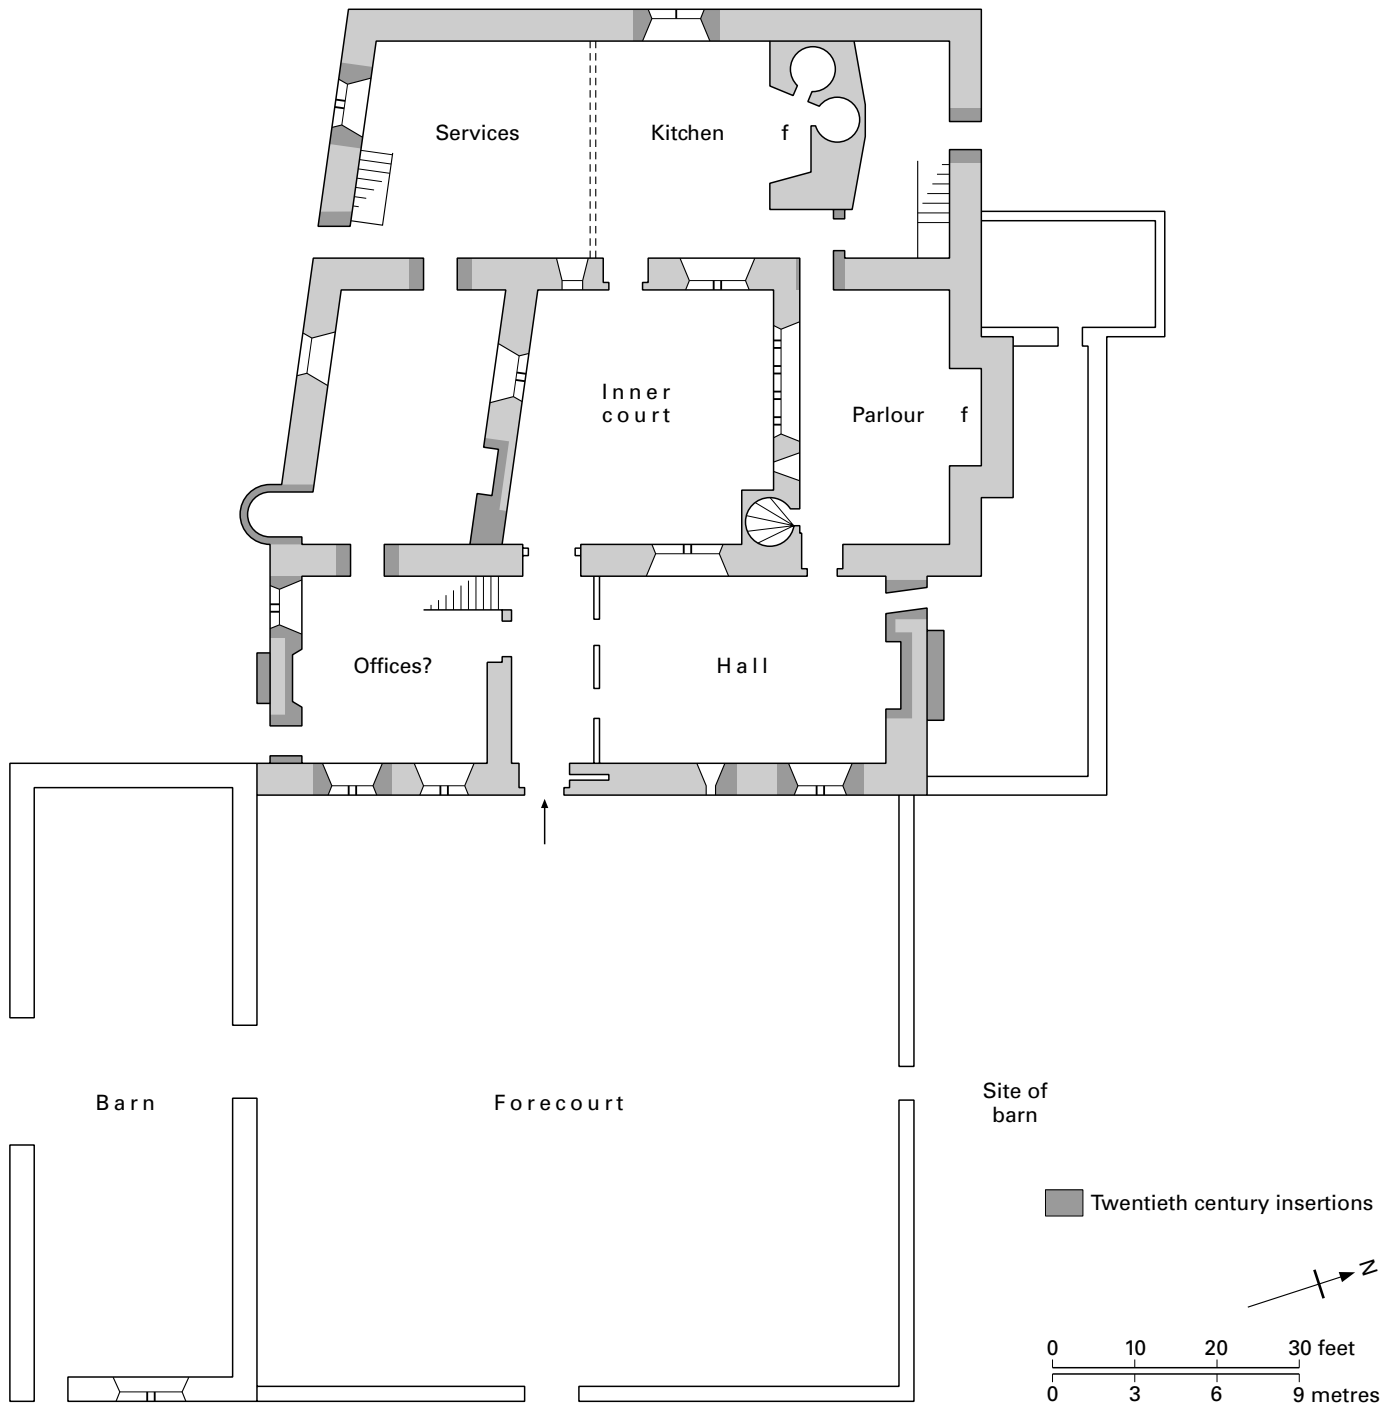 Services
Kitchen
f
Inner
court
Parlour
f
Offices?
Hall
Barn
Forecourt
Site of
barn
Twentieth century insertions
N
0 10 20 30 feet
0 3 6 9 metres